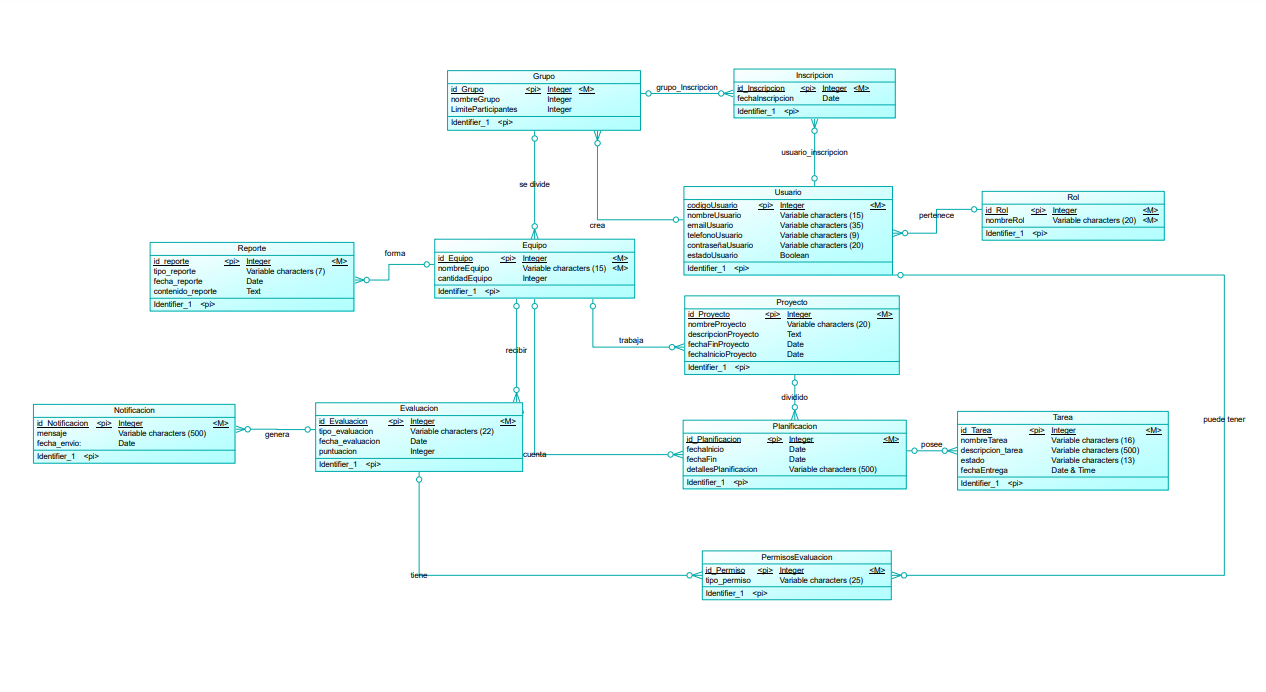 Grupo
id_Grupo <pi> Integer <M>
nombreGrupo Integer
LimiteParticipantes Integer
Identifier_1 <pi>
grupo_Inscripcion
Inscripcion
id_Inscripcion <pi> Integer <M>
fechaInscripcion Date
Identifier_1 <pi>
usuario_inscripcion
se divide
crea
Usuario
codigoUsuario <pi> Integer <M>
nombreUsuario Variable characters (15)
emailUsuario Variable characters (35)
telefonoUsuario Variable characters (9)
contraseñaUsuario Variable characters (20)
estadoUsuario Boolean
Identifier_1 <pi>
pertenece
Rol
id_Rol <pi> Integer <M>
nombreRol Variable characters (20) <M>
Identifier_1 <pi>
Reporte
id_reporte <pi> Integer <M>
tipo_reporte Variable characters (7)
fecha_reporte Date
contenido_reporte Text
Identifier_1 <pi>
forma
Equipo
id_Equipo <pi> Integer <M>
nombreEquipo Variable characters (15) <M>
cantidadEquipo Integer
Identifier_1 <pi>
Proyecto
id_Proyecto <pi> Integer <M>
nombreProyecto Variable characters (20)
descripcionProyecto Text
fechaFinProyecto Date
fechaInicioProyecto Date
Identifier_1 <pi>
recibir
trabaja
dividido
Notificacion
id_Notificacion <pi> Integer <M>
mensaje Variable characters (500)
fecha_envio: Date
Identifier_1 <pi>
genera
Evaluacion
id_Evaluacion <pi> Integer <M>
tipo_evaluacion Variable characters (22)
fecha_evaluacion Date
puntuacion Integer
Identifier_1 <pi>
cuenta
Planificacion
id_Planificacion <pi> Integer <M>
fechaInicio Date
fechaFin Date
detallesPlanificacion Variable characters (500)
Identifier_1 <pi>
posee
Tarea
id_Tarea <pi> Integer <M>
nombreTarea Variable characters (16)
descripcion_tarea Variable characters (500)
estado Variable characters (13)
fechaEntrega Date & Time
Identifier_1 <pi>
puede tener
tiene
PermisosEvaluacion
id_Permiso <pi> Integer <M>
tipo_permiso Variable characters (25)
Identifier_1 <pi>